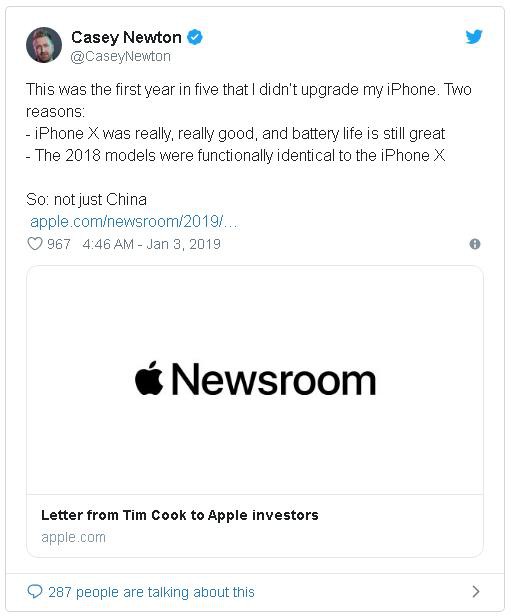 Casey Newton
@CaseyNewton
This was the first year in five that I didn't upgrade my iPhone. Two
reasons:
- iPhone X was really, really good, and battery life is still great
- The 2018 models were functionally identical to the iPhone X
So: not just China
apple.com/newsroom/2019/…
967 4:46 AM - Jan 3, 2019
Newsroom
Letter from Tim Cook to Apple investors
apple.com
287 people are talking about this